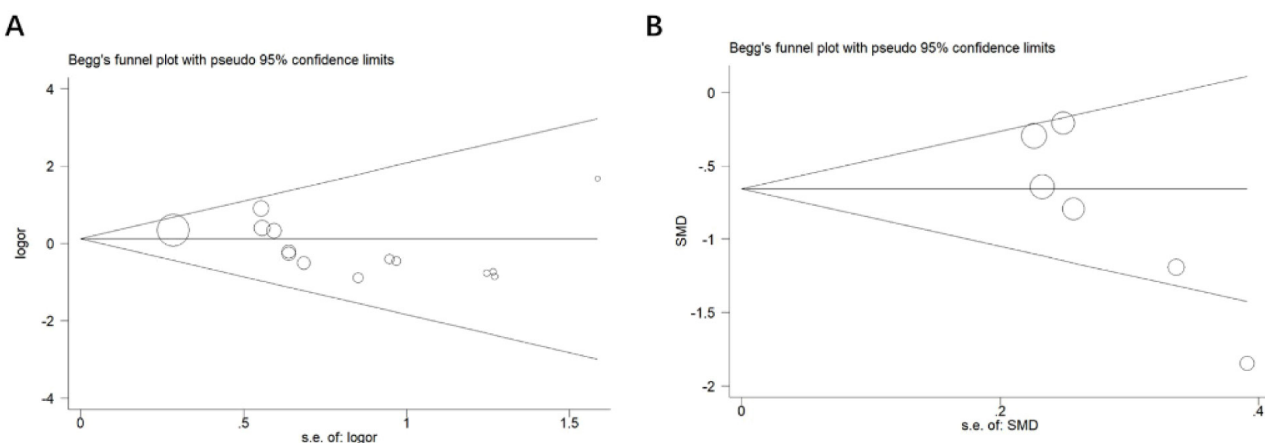 A
Begg's funnel plot with pseudo 95% confidence limits
4
2
0
-2
-4
logor
0
.5
1
1.5
s.e. of: logor
B
Begg's funnel plot with pseudo 95% confidence limits
0
-.5
-1
-1.5
-2
SMD
0
.2
.4
s.e. of: SMD